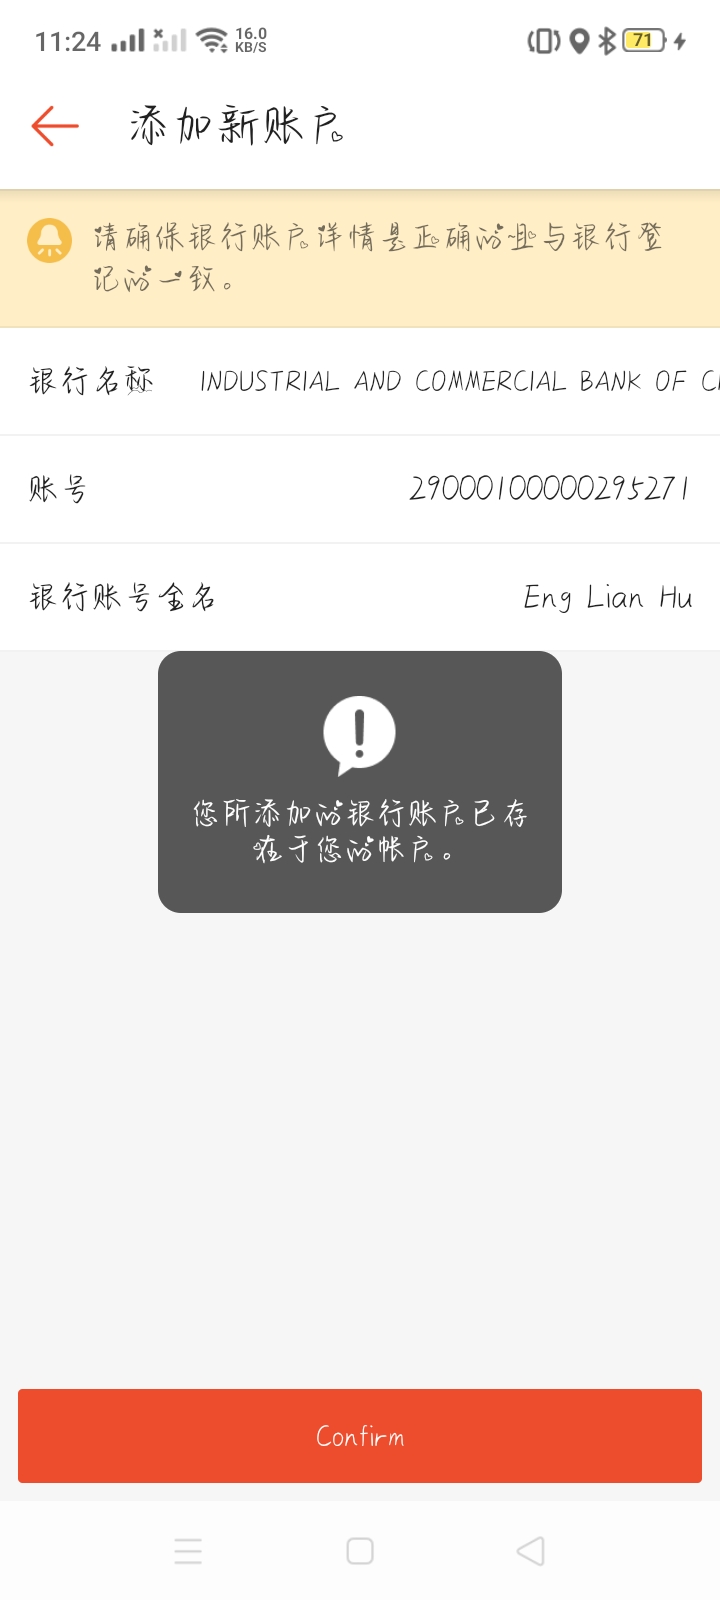 11:24
16.0
KB/S
71
添加新账户
请确保银行账户详情是正确的并与银行登
记的一致。
银行名称 INDUSTRIAL AND COMMERCIAL BANK OF C
账号 29000100000295271
银行账号全名 Eng Lian Hu
您所添加的银行账户已存
在于您的帐户。
Confirm